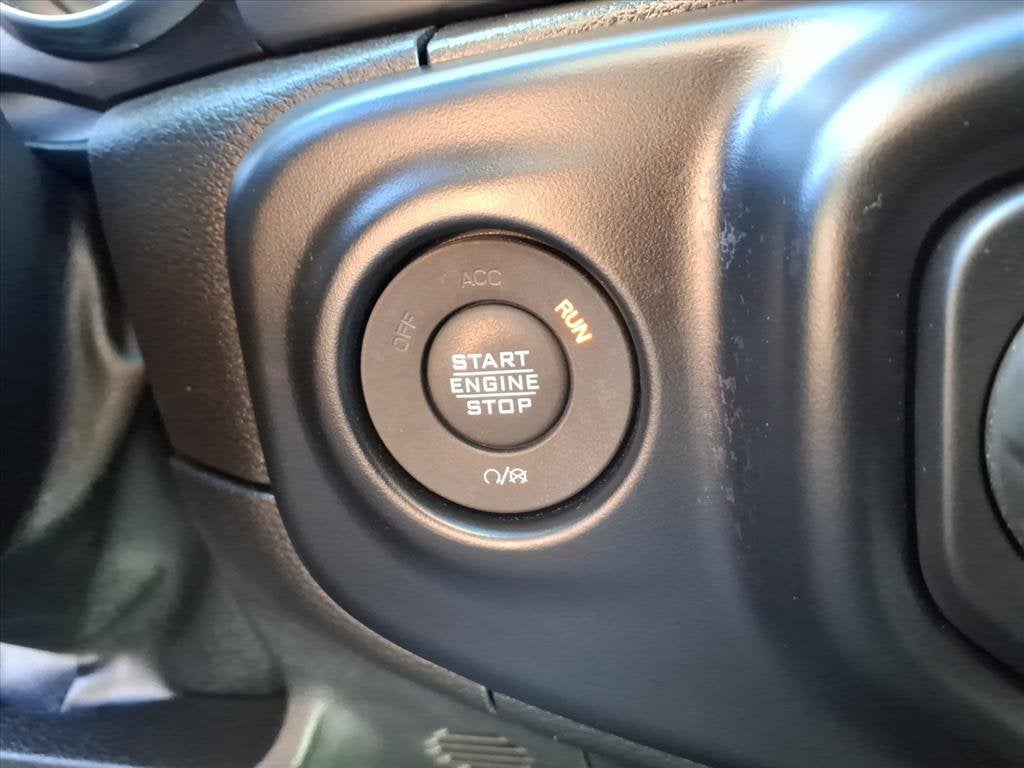 ACC
OFF
RUN
START
ENGINE
STOP